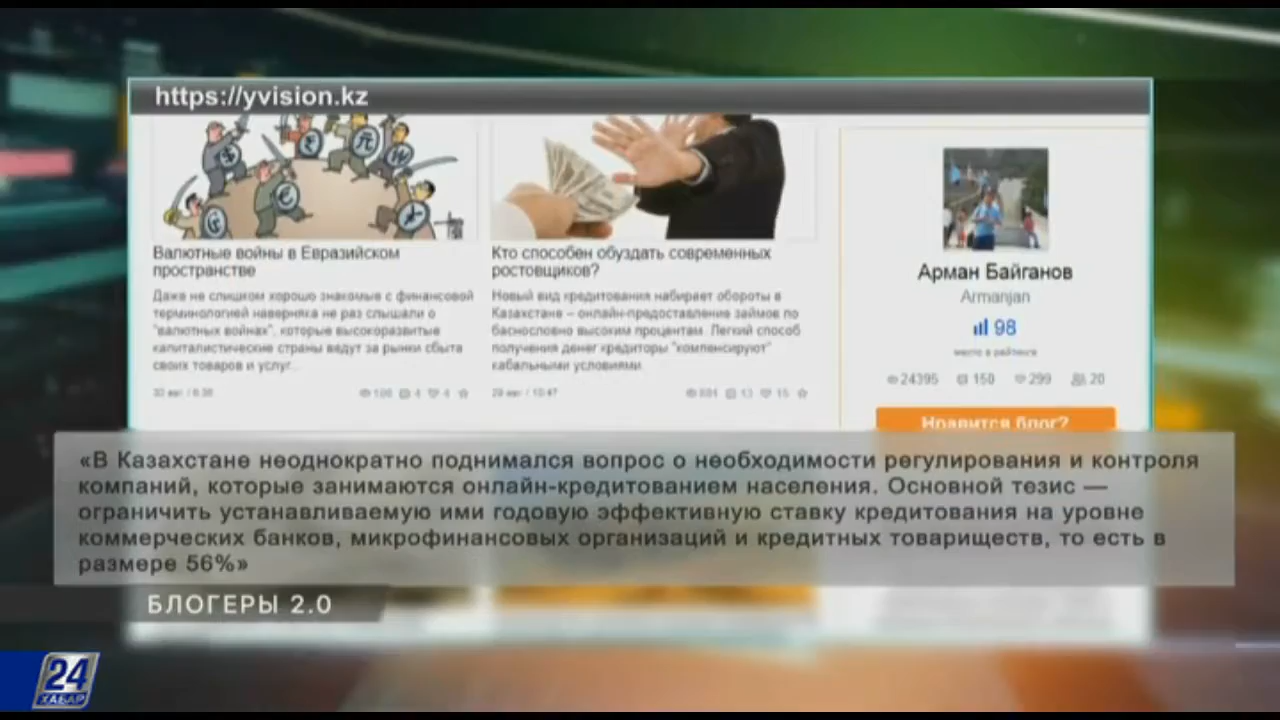 https://yvision.kz
Валютные войны в Евразийском
пространстве
Даже не слишком хорошо знакомые с финансовой
терминологией наверняка не раз слышали о
"валютных войнах", которые высокоразвитые
капиталистические страны ведут за рынки сбыта
своих товаров и услуг...
Кто способен обуздать современных
ростовщиков?
Новый вид кредитования набирает обороты в
Казахстане – онлайн-предоставление займов по
баснословно высоким процентам. Легкий способ
получения денег кредиторы "компенсируют"
кабальными условиями.
Арман Байганов
Armanjan
98
место в рейтинге
24395 150 299 20
Нравится блог?
«В Казахстане неоднократно поднимался вопрос о необходимости регулирования и контроля
компаний, которые занимаются онлайн-кредитованием населения. Основной тезис —
ограничить устанавливаемую ими годовую эффективную ставку кредитования на уровне
коммерческих банков, микрофинансовых организаций и кредитных товариществ, то есть в
размере 56%»
БЛОГЕРЫ 2.0
24
ХАБАР